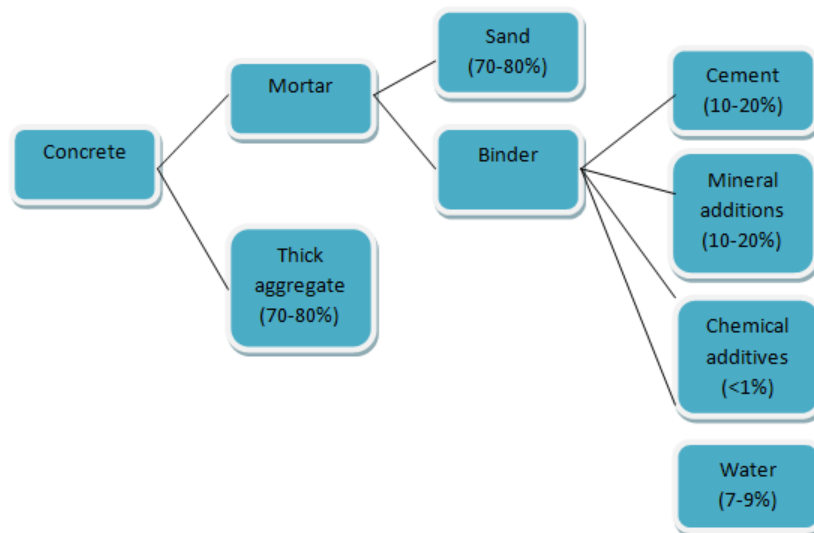 Concrete
Mortar
Thick
aggregate
(70-80%)
Sand
(70-80%)
Binder
Cement
(10-20%)
Mineral
additions
(10-20%)
Chemical
additives
(<1%)
Water
(7-9%)